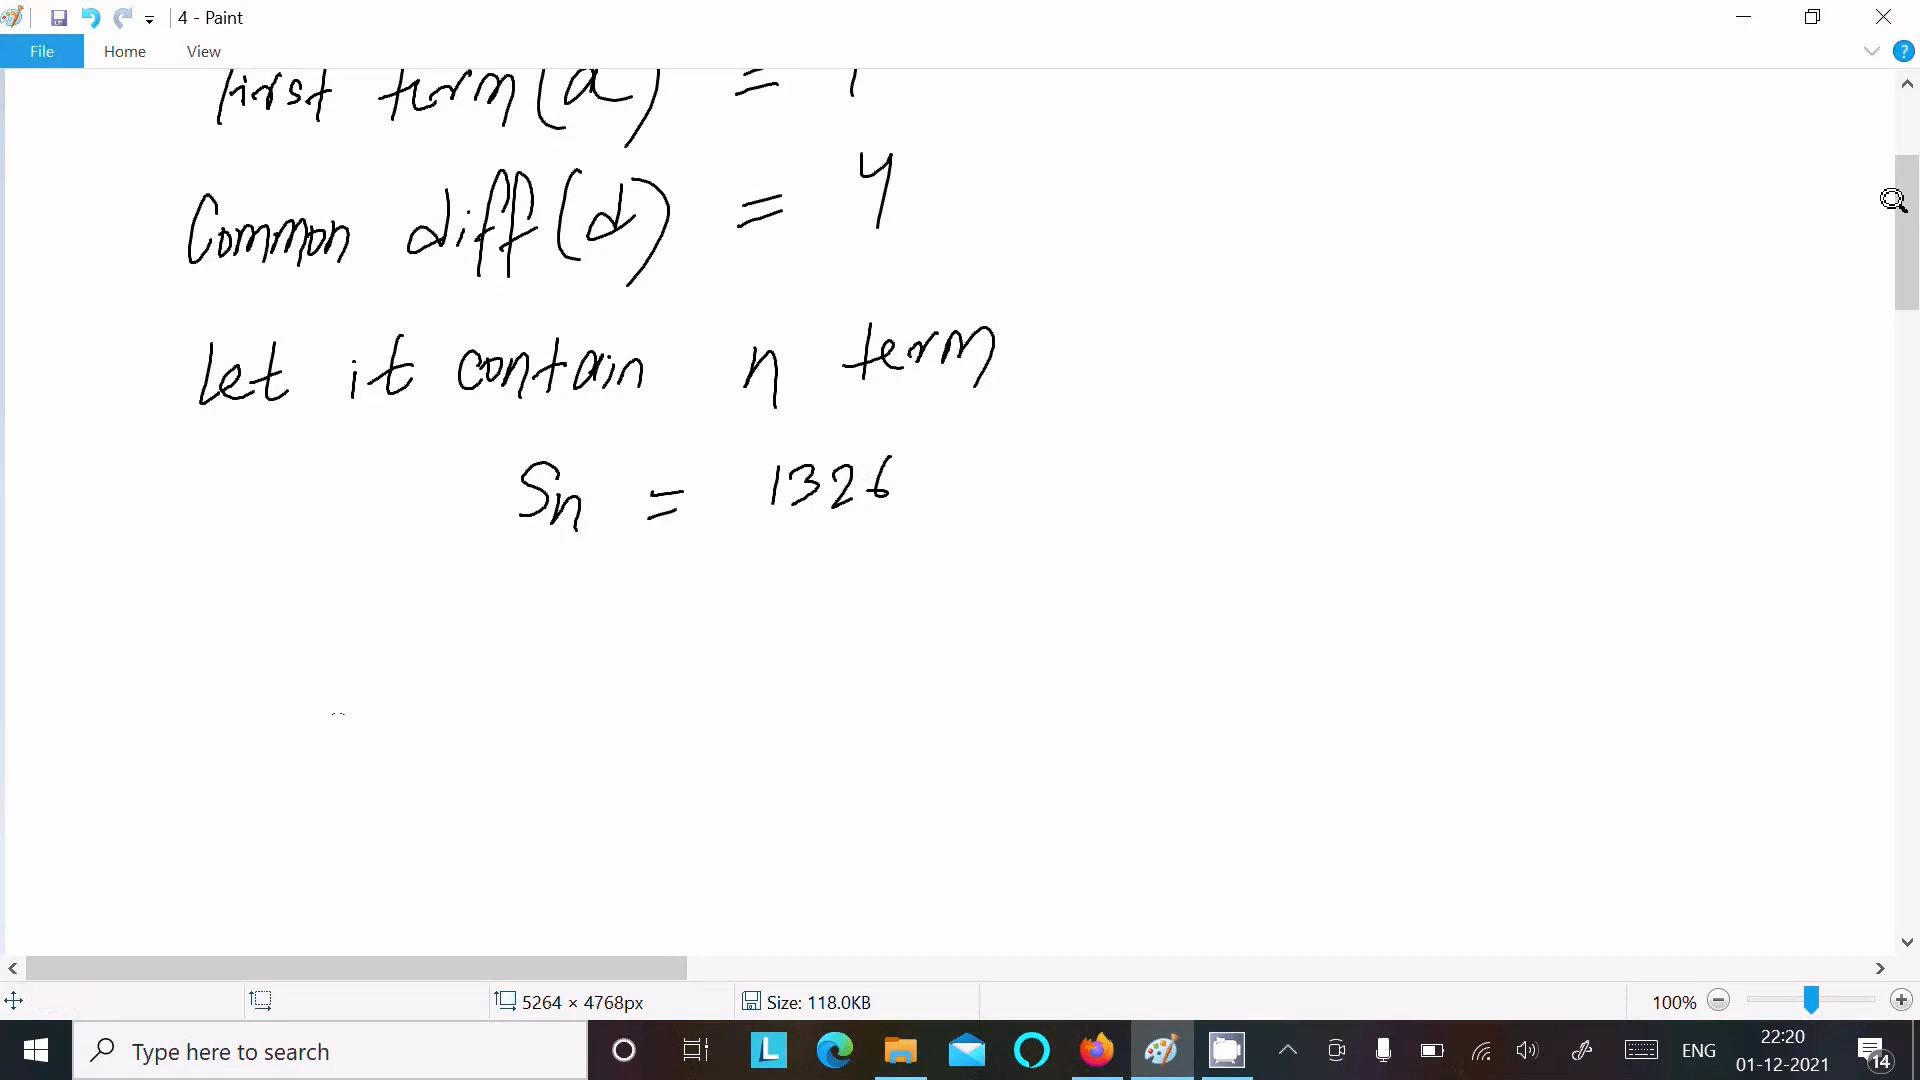 4 - Paint
File Home View
First term(a) =
Common diff(d) = 4
Let it contain n term
Sn = 1326
5264 × 4768px Size: 118.0KB 100%
Type here to search
L
ENG
22:20
01-12-2021
14